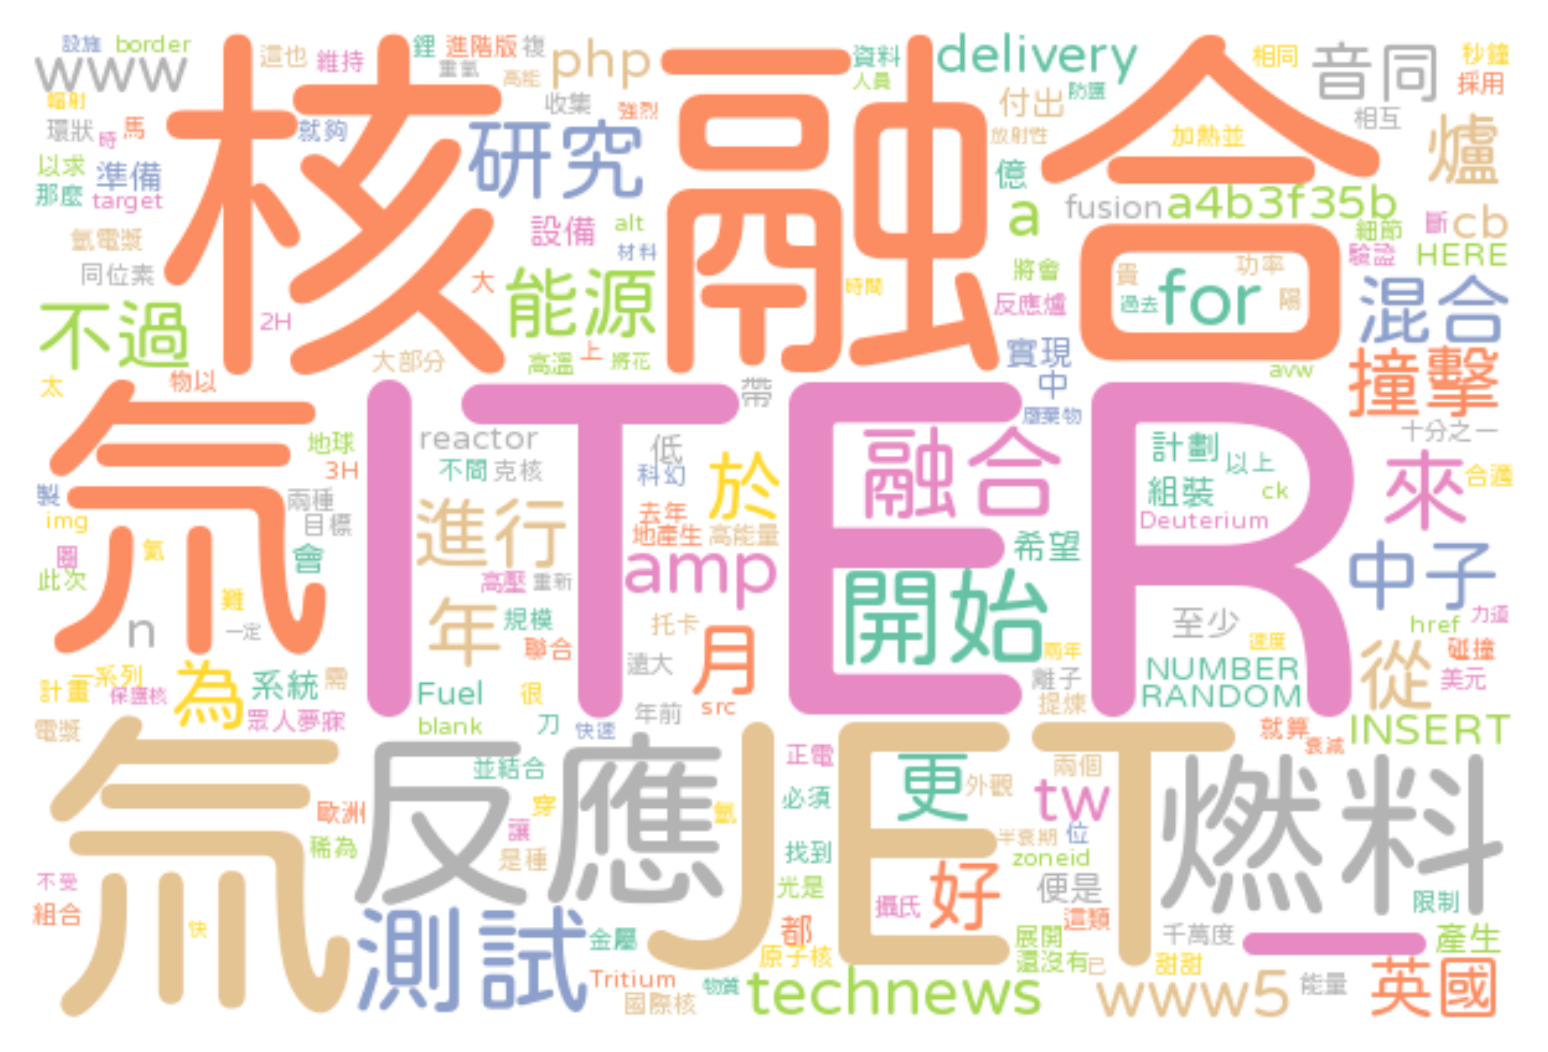 設施 border
www
輻射
環狀 時 馬
以求 準備
那麼 target
氫電漿
同位素
不過
2H
太 物以
核融合
這也 維持 鋰 進階版 複
重氫 高能
php
收集 強烈
就夠
研究
設備 alt
材料
大
能源
大部分 高溫 上 將花
資料
人員
delivery
付出 防護
放射性
億
a
fusion a4b3f35b
加熱並
相同 音同 秒鐘
採用
相互
爐
斷 cb
細節
驗證 HERE
將會
反應爐
時間
貴 功率
過去 for 陽
混合
實現
中
avw
撞擊
十分之一
氘
ITER
地球
3H
製
img
兩種
目標
圈 氦 會
此次
難
n 一定
reactor
不間 克核
進行
高壓 重新
年 規模
聯合
帶
低
科幻
去年
地產生 高能量
於
amp
托卡
遠大
月
融合
廢棄物
希望
開始
兩年
計劃 以上
組裝 ck
Deuterium
至少
速度
離子
提煉
NUMBER
RANDOM
來 合適
中子
href 力道
碰撞
美元
從
INSERT
就算
衰減
一系列
計畫 保護核
為 系統 需
眾人夢寐
電漿
Fuel 很
blank 刀 快速
年前 src
氚
JET
歐洲
稀為
不受
組合
快
反應
並結合
穿
讓
是種
氫
正電
必須
找到
光是
更 外觀
兩個
tw
半衰期 位
zoneid
便是
攝氏 好
這類
都
原子核
展開
還沒有 已
燃料
限制
千萬度
_
產生
甜甜
測試 金屬
Tritium
國際核
物質 technews
www5 能量 英國